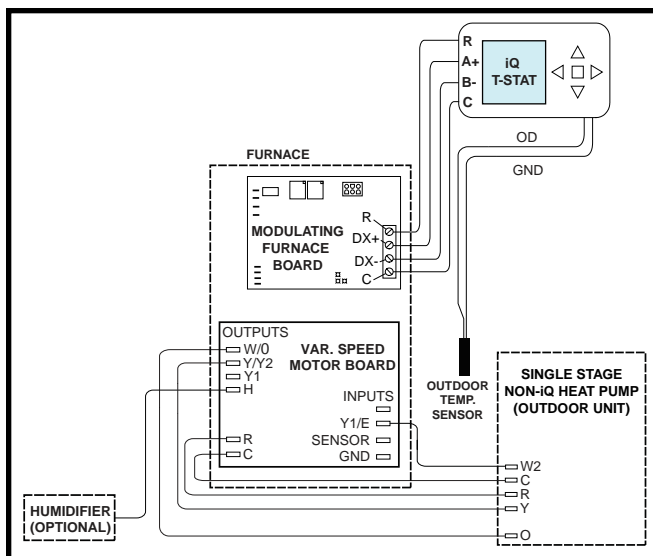 R
A+
B-
C
iQ
T-STAT
OD
GND
FURNACE
MODULATING
FURNACE
BOARD
R
DX+
DX-
C
OUTPUTS
W/0
Y/Y2
Y1
H
R
C
VAR. SPEED
MOTOR BOARD
INPUTS
Y1/E
SENSOR
GND
OUTDOOR
TEMP.
SENSOR
SINGLE STAGE
NON-iQ HEAT PUMP
(OUTDOOR UNIT)
W2
C
R
Y
O
HUMIDIFIER
(OPTIONAL)